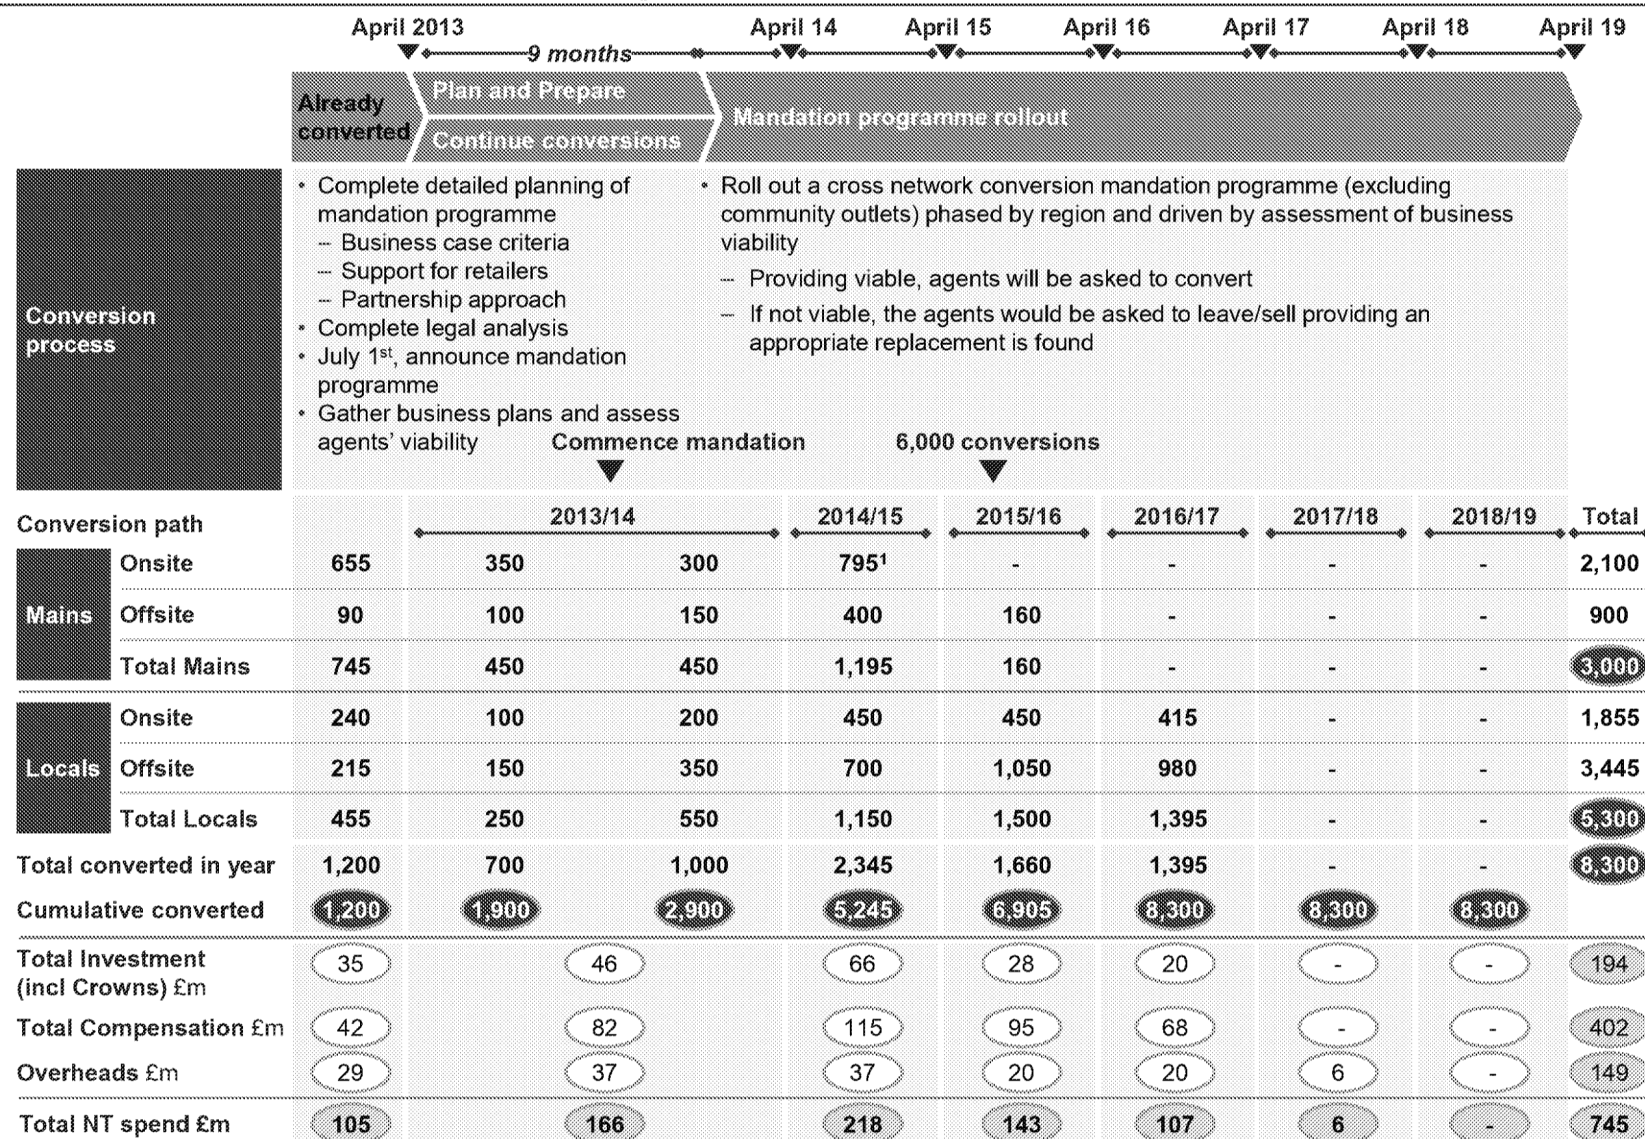 April 2013 April 14 April 15 April 16 April 17 April 18 April 19
9 months
Already converted
Plan and Prepare
Continue conversions
Mandation programme rollout
Conversion process
• Complete detailed planning of
mandation programme
– Business case criteria
– Support for retailers
– Partnership approach
• Complete legal analysis
• July 1st, announce mandation
programme
• Gather business plans and assess
agents' viability
• Roll out a cross network conversion mandation programme (excluding
community outlets) phased by region and driven by assessment of business
viability
– Providing viable, agents will be asked to convert
– If not viable, the agents would be asked to leave/sell providing an
appropriate replacement is found
Commence mandation 6,000 conversions
Conversion path 2013/14 2014/15 2015/16 2016/17 2017/18 2018/19 Total
Mains
Onsite 655 350 300 795¹ - - - - 2,100
Offsite 90 100 150 400 160 - - - 900
Total Mains 745 450 450 1,195 160 - - - 3,000
Locals
Onsite 240 100 200 450 450 415 - - 1,855
Offsite 215 150 350 700 1,050 980 - - 3,445
Total Locals 455 250 550 1,150 1,500 1,395 - - 5,300
Total converted in year 1,200 700 1,000 2,345 1,660 1,395 - - 8,300
Cumulative converted 1,200 1,900 2,900 5,245 6,905 8,300 8,300 8,300
Total Investment
(incl Crowns) £m 35 46 66 28 20 - - 194
Total Compensation £m 42 82 115 95 68 - - 402
Overheads £m 29 37 37 20 20 6 - 149
Total NT spend £m 105 166 218 143 107 6 - 745